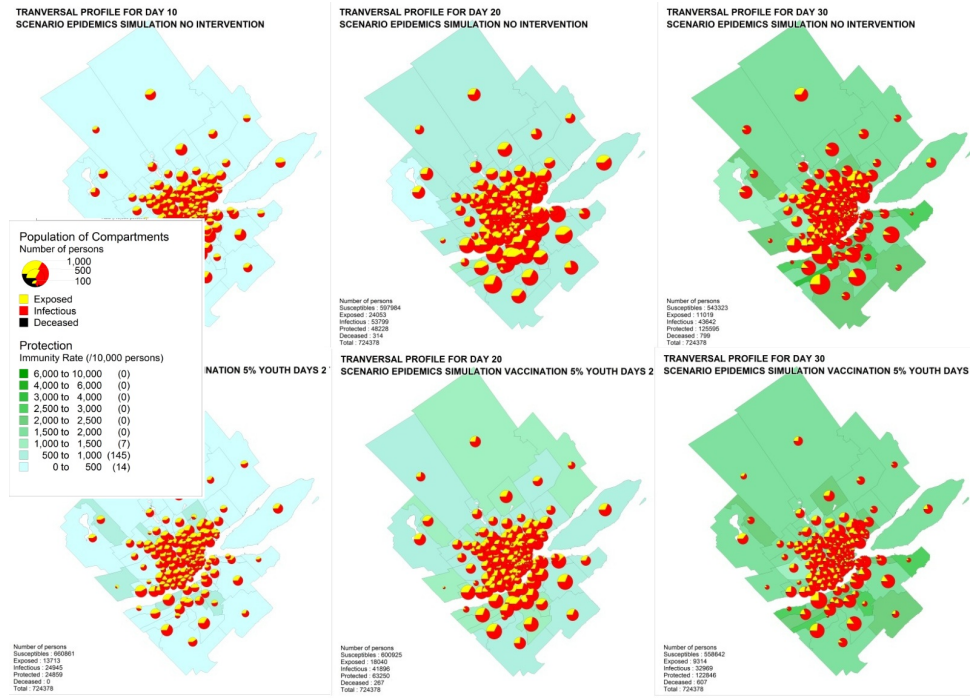 TRANVERSAL PROFILE FOR DAY 10
SCENARIO EPIDEMICS SIMULATION NO INTERVENTION
TRANVERSAL PROFILE FOR DAY 20
SCENARIO EPIDEMICS SIMULATION NO INTERVENTION
TRANVERSAL PROFILE FOR DAY 30
SCENARIO EPIDEMICS SIMULATION NO INTERVENTION
Population of Compartments
Number of persons
1,000
500
100
Exposed
Infectious
Deceased
Protection
Immunity Rate (/10,000 persons)
6,000 to 10,000 (0)
4,000 to 6,000 (0)
3,000 to 4,000 (0)
2,500 to 3,000 (0)
2,000 to 2,500 (0)
1,500 to 2,000 (0)
1,000 to 1,500 (7)
500 to 1,000 (145)
0 to 500 (14)
Number of persons
Susceptibles : 597984
Exposed : 24053
Infectious : 53799
Protected : 48228
Deceased : 314
Total : 724378
Number of persons
Susceptibles : 543323
Exposed : 11019
Infectious : 43642
Protected : 125595
Deceased : 799
Total : 724378
INATION 5% YOUTH DAYS 2
TRANVERSAL PROFILE FOR DAY 20
SCENARIO EPIDEMICS SIMULATION VACCINATION 5% YOUTH DAYS 2
TRANVERSAL PROFILE FOR DAY 30
SCENARIO EPIDEMICS SIMULATION VACCINATION 5% YOUTH DAYS
Number of persons
Susceptibles : 660861
Exposed : 13713
Infectious : 24945
Protected : 24859
Deceased : 0
Total : 724378
Number of persons
Susceptibles : 600925
Exposed : 18040
Infectious : 41896
Protected : 63250
Deceased : 267
Total : 724378
Number of persons
Susceptibles : 558642
Exposed : 9314
Infectious : 32969
Protected : 122846
Deceased : 607
Total : 724378